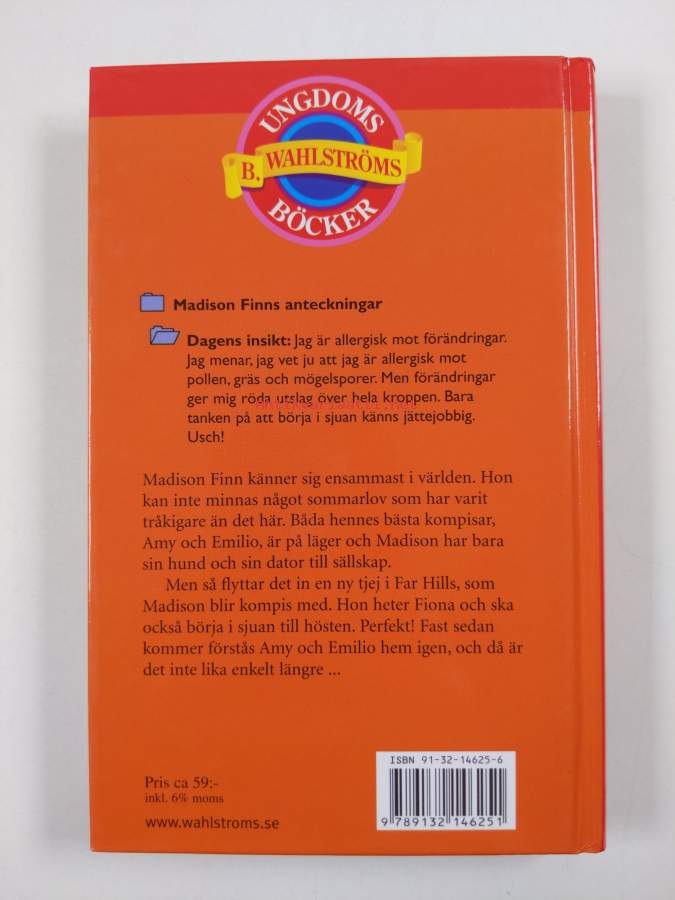 UNGDOMS
B. WAHLSTRÖMS
BÖCKER
Madison Finns anteckningar
Dagens insikt: Jag är allergisk mot förändringar.
Jag menar, jag vet ju att jag är allergisk mot
pollen, gräs och mögelsporer. Men förändringar
ger mig röda utslag över hela kroppen. Bara
tanken på att börja i sjuan känns jättejobbig.
Usch!
Madison Finn känner sig ensammast i världen. Hon
kan inte minnas något sommarlov som har varit
tråkigare än det här. Båda hennes bästa kompisar,
Amy och Emilio, är på läger och Madison har bara
sin hund och sin dator till sällskap.
Men så flyttar det in en ny tjej i Far Hills, som
Madison blir kompis med. Hon heter Fiona och ska
också börja i sjuan till hösten. Perfekt! Fast sedan
kommer förstås Amy och Emilio hem igen, och då är
det inte lika enkelt längre ...
Pris ca 59:-
inkl. 6% moms
www.wahlstroms.se
ISBN 91-32-14625-6
9 789132 146251